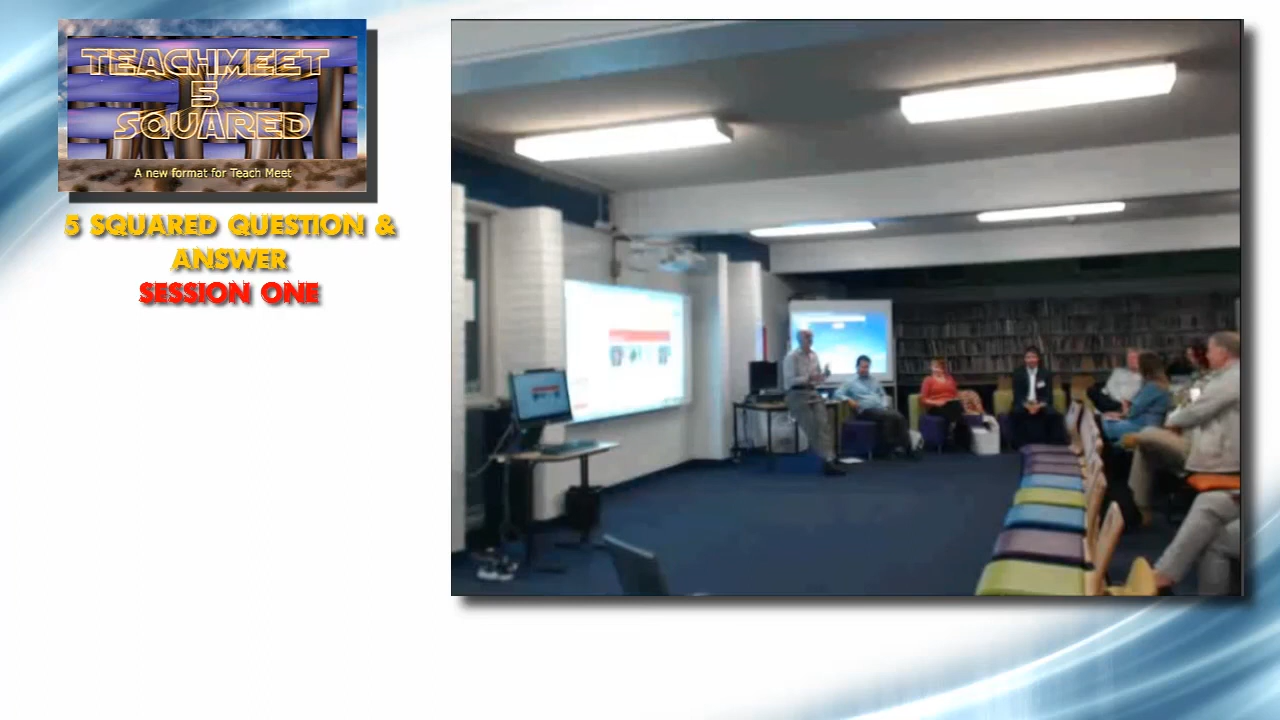 TEACHMEET
5
SQUARED
A new format for Teach Meet
5 SQUARED QUESTION &
ANSWER
SESSION ONE